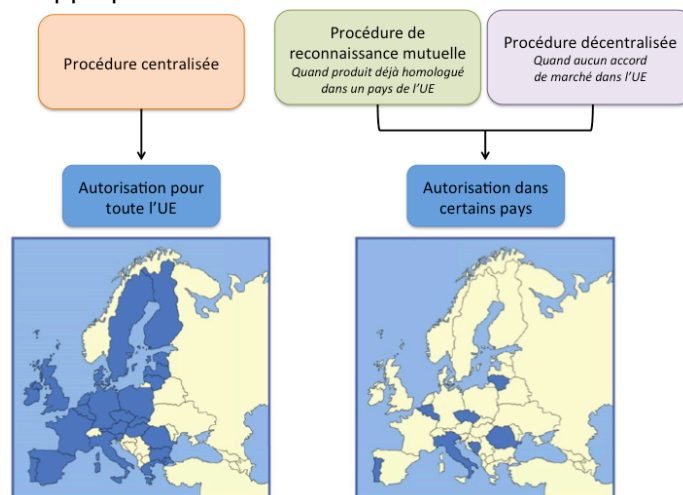 Procédure centralisée
Procédure de
reconnaissance mutuelle
Quand produit déjà homologué
dans un pays de l'UE
Procédure décentralisée
Quand aucun accord
de marché dans l'UE
Autorisation pour
toute l'UE
Autorisation dans
certains pays